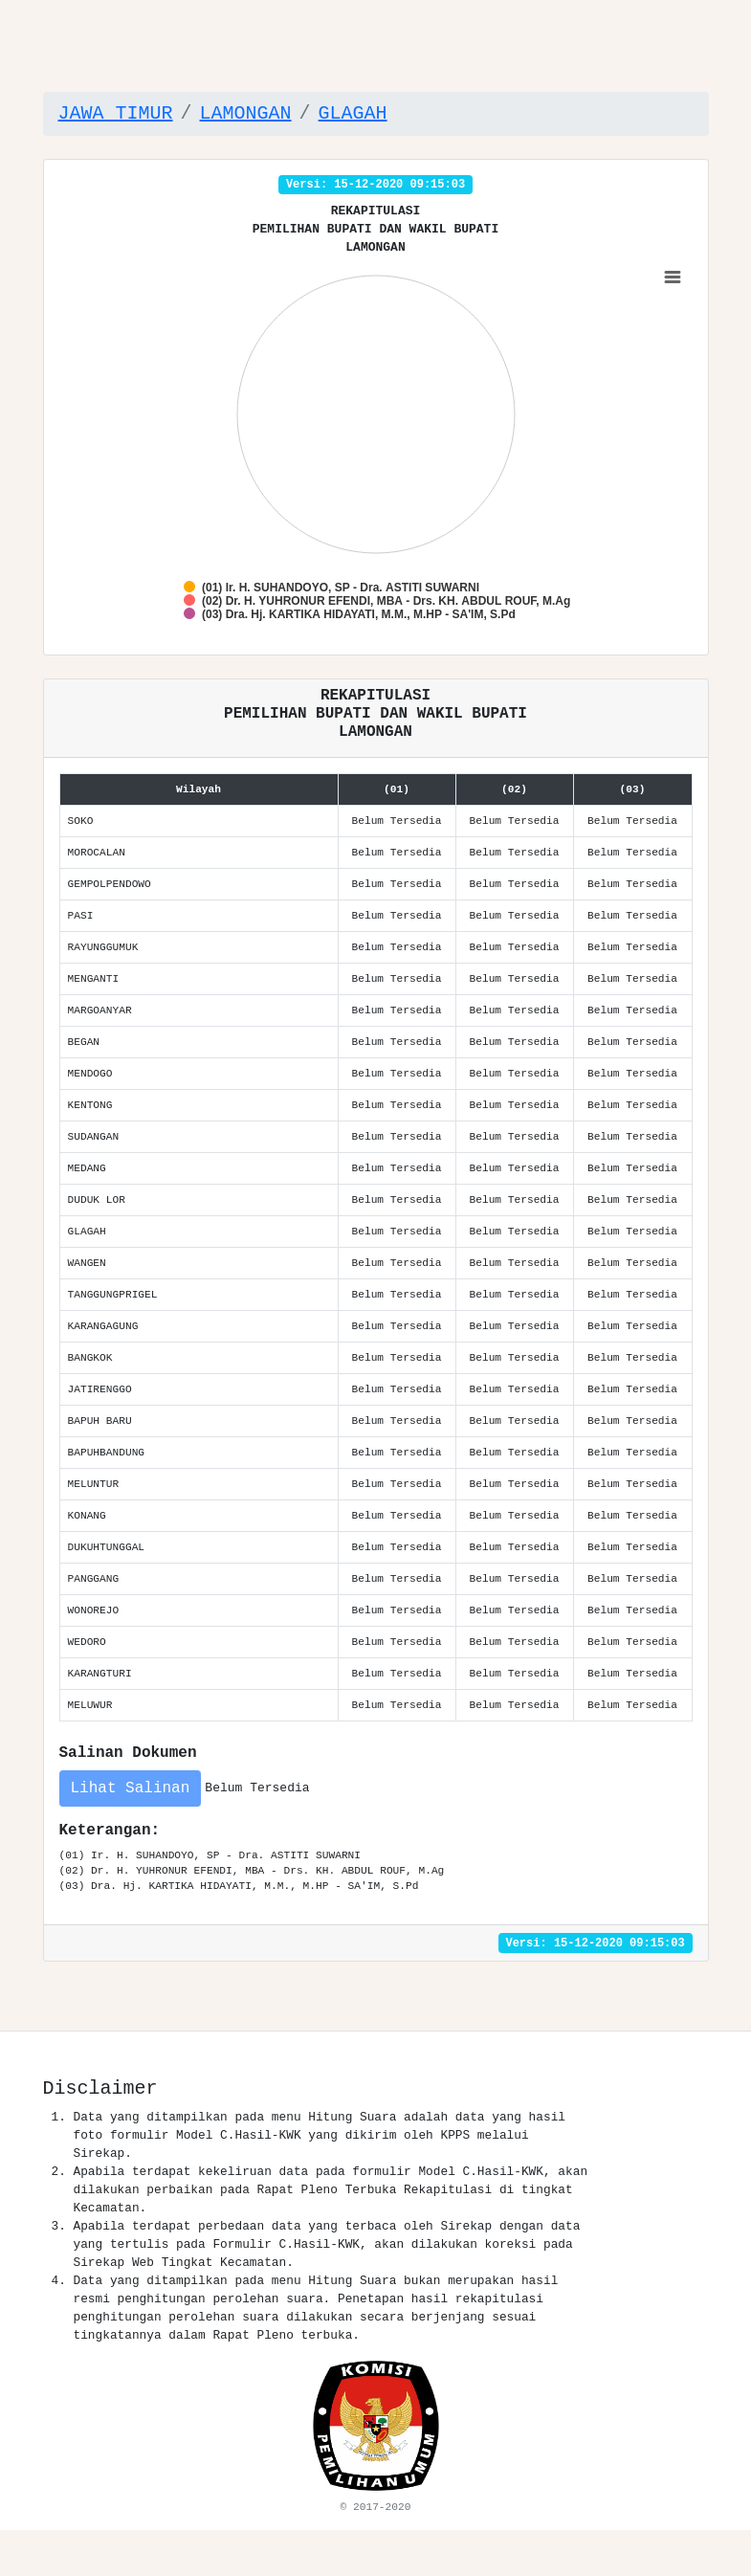 JAWA TIMUR / LAMONGAN / GLAGAH
Versi: 15-12-2020 09:15:03
REKAPITULASI
PEMILIHAN BUPATI DAN WAKIL BUPATI
LAMONGAN
(01) Ir. H. SUHANDOYO, SP - Dra. ASTITI SUWARNI
(02) Dr. H. YUHRONUR EFENDI, MBA - Drs. KH. ABDUL ROUF, M.Ag
(03) Dra. Hj. KARTIKA HIDAYATI, M.M., M.HP - SA'IM, S.Pd
REKAPITULASI
PEMILIHAN BUPATI DAN WAKIL BUPATI
LAMONGAN
Wilayah (01) (02) (03)
SOKO Belum Tersedia Belum Tersedia Belum Tersedia
MOROCALAN Belum Tersedia Belum Tersedia Belum Tersedia
GEMPOLPENDOWO Belum Tersedia Belum Tersedia Belum Tersedia
PASI Belum Tersedia Belum Tersedia Belum Tersedia
RAYUNGGUMUK Belum Tersedia Belum Tersedia Belum Tersedia
MENGANTI Belum Tersedia Belum Tersedia Belum Tersedia
MARGOANYAR Belum Tersedia Belum Tersedia Belum Tersedia
BEGAN Belum Tersedia Belum Tersedia Belum Tersedia
MENDOGO Belum Tersedia Belum Tersedia Belum Tersedia
KENTONG Belum Tersedia Belum Tersedia Belum Tersedia
SUDANGAN Belum Tersedia Belum Tersedia Belum Tersedia
MEDANG Belum Tersedia Belum Tersedia Belum Tersedia
DUDUK LOR Belum Tersedia Belum Tersedia Belum Tersedia
GLAGAH Belum Tersedia Belum Tersedia Belum Tersedia
WANGEN Belum Tersedia Belum Tersedia Belum Tersedia
TANGGUNGPRIGEL Belum Tersedia Belum Tersedia Belum Tersedia
KARANGAGUNG Belum Tersedia Belum Tersedia Belum Tersedia
BANGKOK Belum Tersedia Belum Tersedia Belum Tersedia
JATIRENGGO Belum Tersedia Belum Tersedia Belum Tersedia
BAPUH BARU Belum Tersedia Belum Tersedia Belum Tersedia
BAPUHBANDUNG Belum Tersedia Belum Tersedia Belum Tersedia
MELUNTUR Belum Tersedia Belum Tersedia Belum Tersedia
KONANG Belum Tersedia Belum Tersedia Belum Tersedia
DUKUHTUNGGAL Belum Tersedia Belum Tersedia Belum Tersedia
PANGGANG Belum Tersedia Belum Tersedia Belum Tersedia
WONOREJO Belum Tersedia Belum Tersedia Belum Tersedia
WEDORO Belum Tersedia Belum Tersedia Belum Tersedia
KARANGTURI Belum Tersedia Belum Tersedia Belum Tersedia
MELUWUR Belum Tersedia Belum Tersedia Belum Tersedia
Salinan Dokumen
Lihat Salinan Belum Tersedia
Keterangan:
(01) Ir. H. SUHANDOYO, SP - Dra. ASTITI SUWARNI
(02) Dr. H. YUHRONUR EFENDI, MBA - Drs. KH. ABDUL ROUF, M.Ag
(03) Dra. Hj. KARTIKA HIDAYATI, M.M., M.HP - SA'IM, S.Pd
Versi: 15-12-2020 09:15:03
Disclaimer
1. Data yang ditampilkan pada menu Hitung Suara adalah data yang hasil
foto formulir Model C.Hasil-KWK yang dikirim oleh KPPS melalui
Sirekap.
2. Apabila terdapat kekeliruan data pada formulir Model C.Hasil-KWK, akan
dilakukan perbaikan pada Rapat Pleno Terbuka Rekapitulasi di tingkat
Kecamatan.
3. Apabila terdapat perbedaan data yang terbaca oleh Sirekap dengan data
yang tertulis pada Formulir C.Hasil-KWK, akan dilakukan koreksi pada
Sirekap Web Tingkat Kecamatan.
4. Data yang ditampilkan pada menu Hitung Suara bukan merupakan hasil
resmi penghitungan perolehan suara. Penetapan hasil rekapitulasi
penghitungan perolehan suara dilakukan secara berjenjang sesuai
tingkatannya dalam Rapat Pleno terbuka.
KOMISI
PEMILIHAN UMUM
© 2017-2020